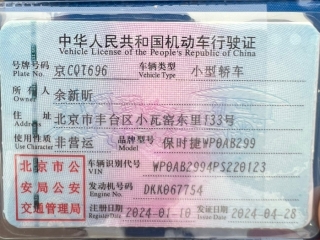 中华人民共和国机动车行驶证
Vehicle License of the People's Republic of China
号牌号码 京CQT696 车辆类型 小型轿车
Plate No. Vehicle Type
所有人 余新昕
Owner
住址 北京市丰台区小瓦窑东里133号
Address
使用性质 非营运 品牌型号 保时捷WP0AB299
Use Character Model
北京市公安局公安交通管理局
车辆识别代号 WP0AB2994PS220123
VIN
发动机号码 DKK067754
Engine No.
注册日期 2024-01-10 发证日期 2024-04-28
Register Date Issue Date